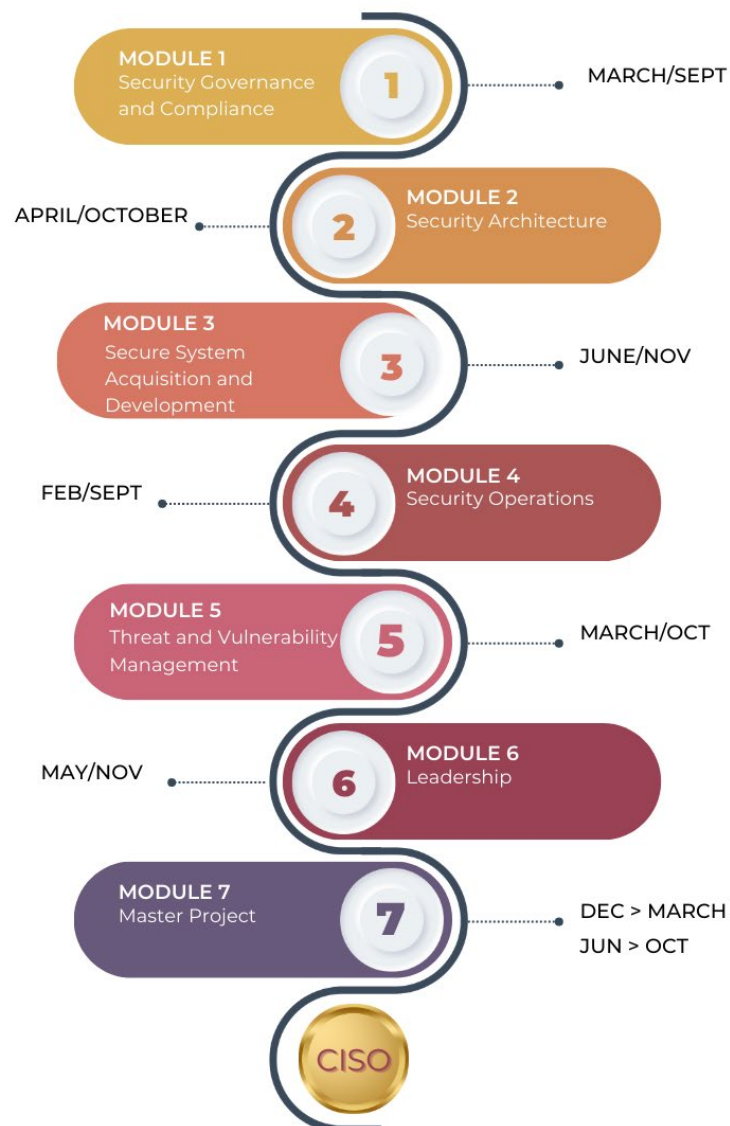 MODULE 1
Security Governance
and Compliance
1
MARCH/SEPT
APRIL/OCTOBER
2
MODULE 2
Security Architecture
MODULE 3
Secure System
Acquisition and
Development
3
JUNE/NOV
FEB/SEPT
4
MODULE 4
Security Operations
MODULE 5
Threat and Vulnerability
Management
5
MARCH/OCT
MAY/NOV
6
MODULE 6
Leadership
MODULE 7
Master Project
7
DEC > MARCH
JUN > OCT
CISO